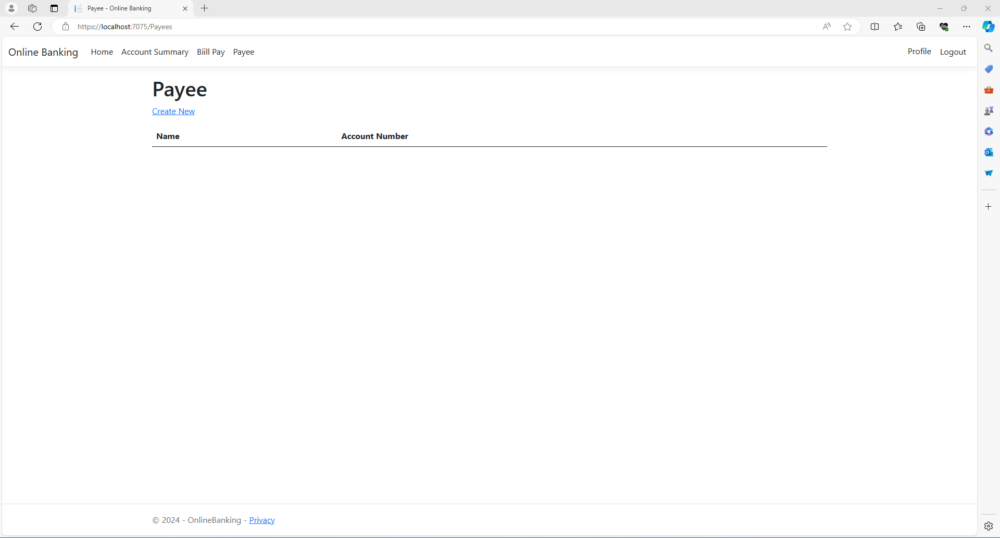 Payee - Online Banking
https://localhost:7075/Payees
Online Banking Home Account Summary Biill Pay Payee Profile Logout
Payee
Create New
Name Account Number
© 2024 - OnlineBanking - Privacy